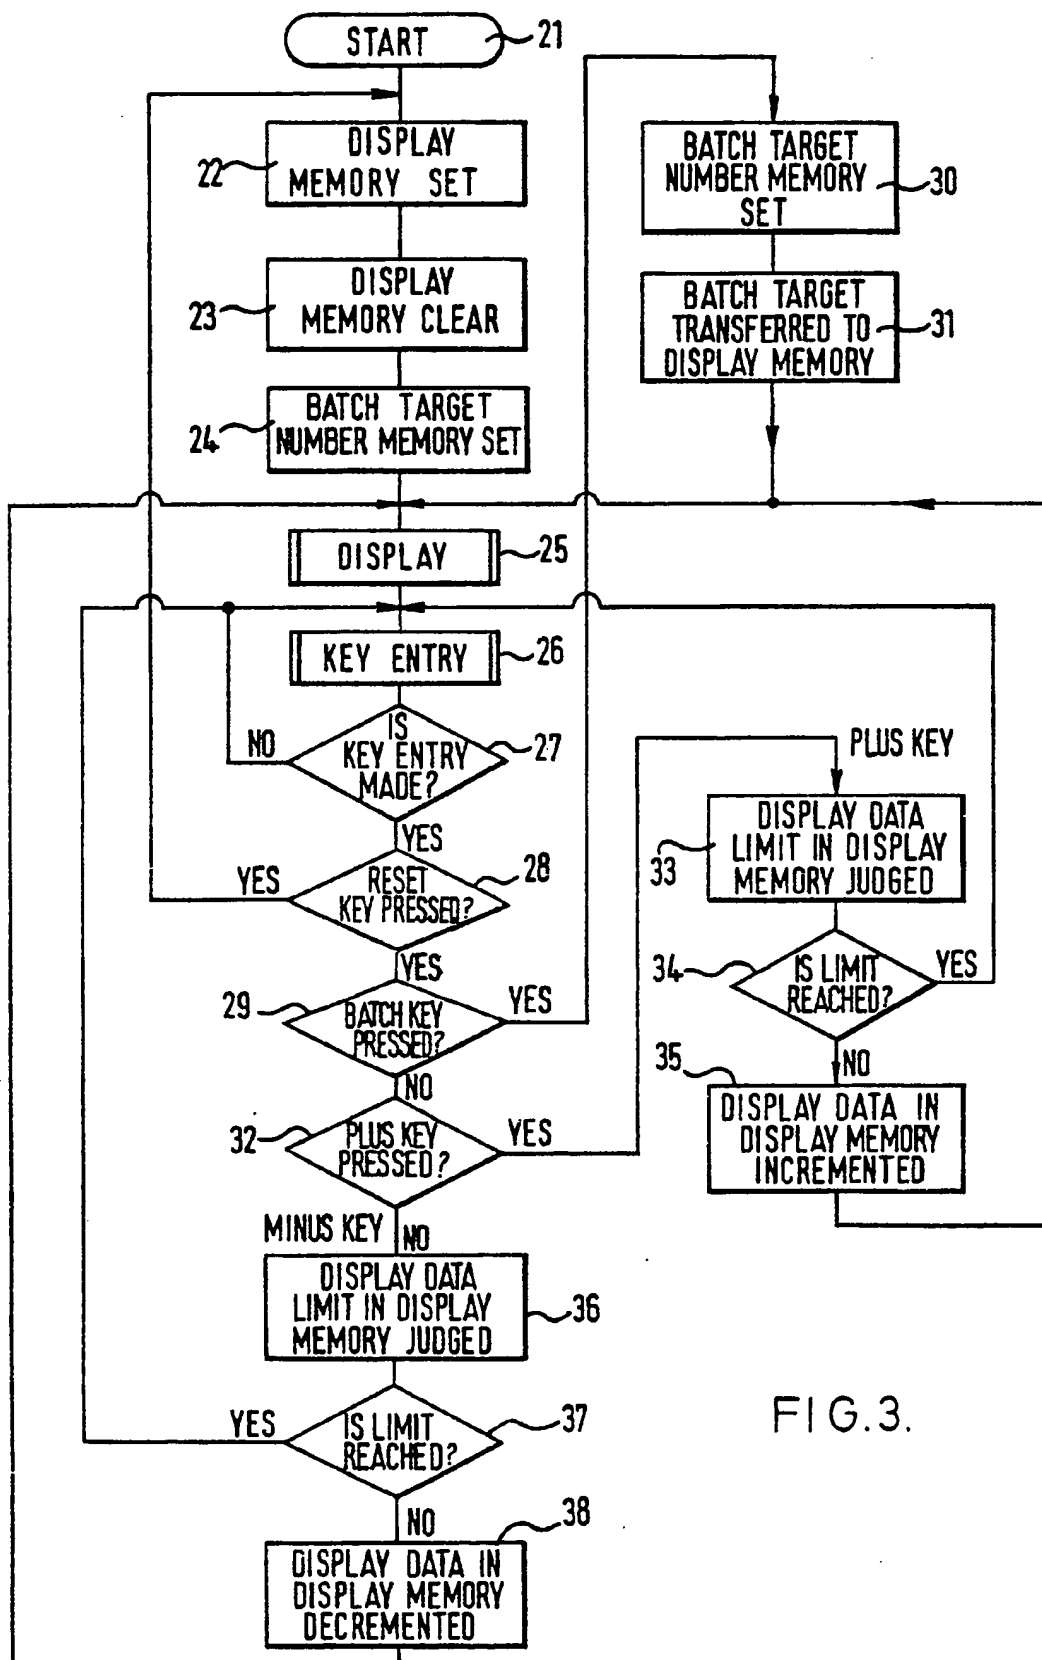 START
21
DISPLAY
MEMORY SET
22
DISPLAY
MEMORY CLEAR
23
BATCH TARGET
NUMBER MEMORY SET
24
BATCH TARGET
NUMBER MEMORY
SET
30
BATCH TARGET
TRANSFERRED TO
DISPLAY MEMORY
31
DISPLAY
25
KEY ENTRY
26
IS
KEY ENTRY
MADE?
27
NO
YES
RESET
KEY PRESSED?
28
YES
YES
BATCH KEY
PRESSED?
29
YES
NO
PLUS KEY
PRESSED?
32
YES
PLUS KEY
DISPLAY DATA
LIMIT IN DISPLAY
MEMORY JUDGED
33
IS LIMIT
REACHED?
34
YES
NO
35
DISPLAY DATA IN
DISPLAY MEMORY
INCREMENTED
MINUS KEY
NO
DISPLAY DATA
LIMIT IN DISPLAY
MEMORY JUDGED
36
IS LIMIT
REACHED?
37
YES
NO
38
DISPLAY DATA IN
DISPLAY MEMORY
DECREMENTED
FIG.3.